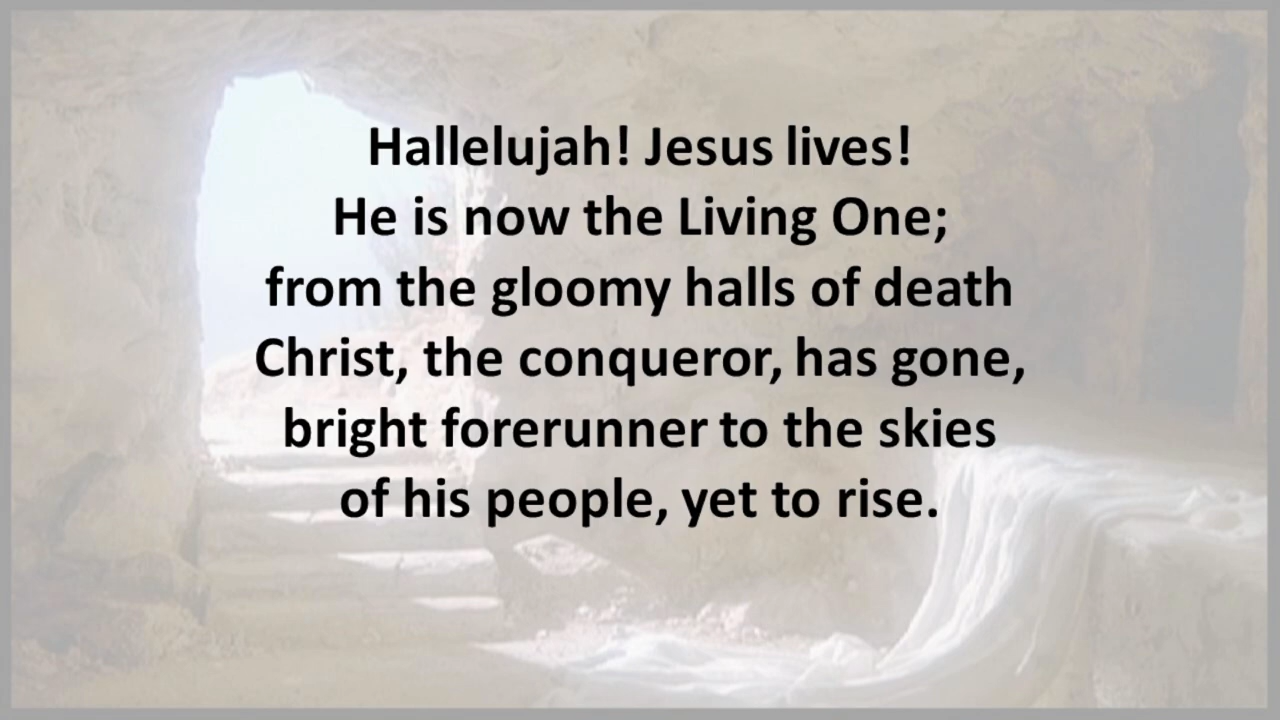 Hallelujah! Jesus lives!
He is now the Living One;
from the gloomy halls of death
Christ, the conqueror, has gone,
bright forerunner to the skies
of his people, yet to rise.